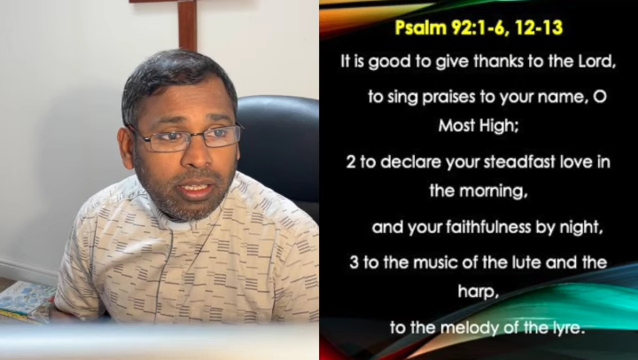 Psalm 92:1-6, 12-13
It is good to give thanks to the Lord,
to sing praises to your name, O
Most High;
2 to declare your steadfast love in
the morning,
and your faithfulness by night,
3 to the music of the lute and the
harp,
to the melody of the lyre.